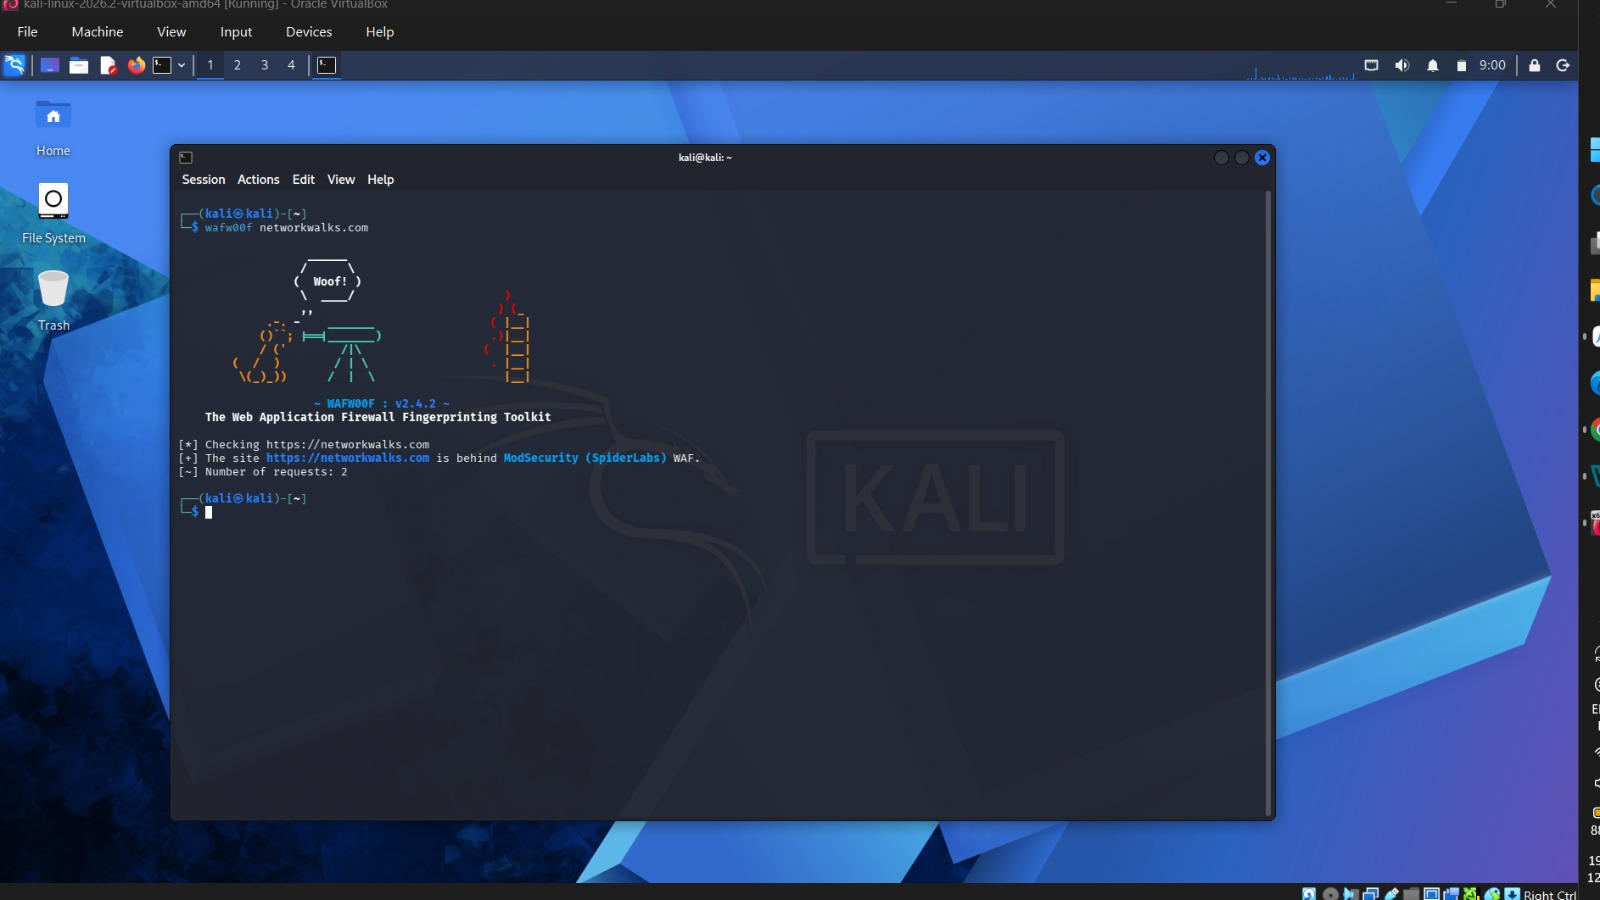 kali-linux-2026.2-virtualbox-amd64 [Running] - Oracle VirtualBox
File Machine View Input Devices Help
1 2 3 4 9:00
Home
File System
Trash
kali@kali: ~
Session Actions Edit View Help
(kali㉿kali)-[~]
$ wafw00f networkwalks.com
Woof!
~ WAFW00F : v2.4.2 ~
The Web Application Firewall Fingerprinting Toolkit
[*] Checking https://networkwalks.com
[+] The site https://networkwalks.com is behind ModSecurity (SpiderLabs) WAF.
[~] Number of requests: 2
(kali㉿kali)-[~]
$
KALI
Right Ctrl